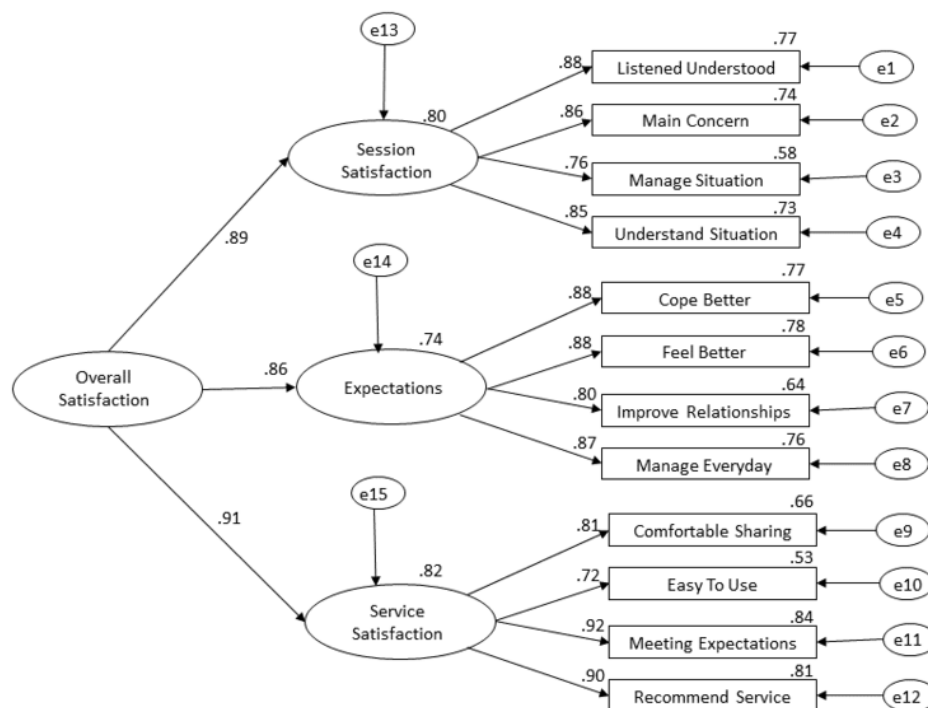 e13
.77
.88
Listened Understood
e1
.74
.80
.86
Main Concern
e2
Session
Satisfaction
.58
.76
Manage Situation
e3
.73
.85
Understand Situation
e4
.89
e14
.77
.88
Cope Better
e5
.74
.78
.88
Feel Better
e6
Overall
Satisfaction
.86
Expectations
.64
.80
Improve Relationships
e7
.76
.87
Manage Everyday
e8
e15
.66
.91
.81
Comfortable Sharing
e9
.82
.53
.72
Easy To Use
e10
Service
Satisfaction
.84
.92
Meeting Expectations
e11
.81
.90
Recommend Service
e12